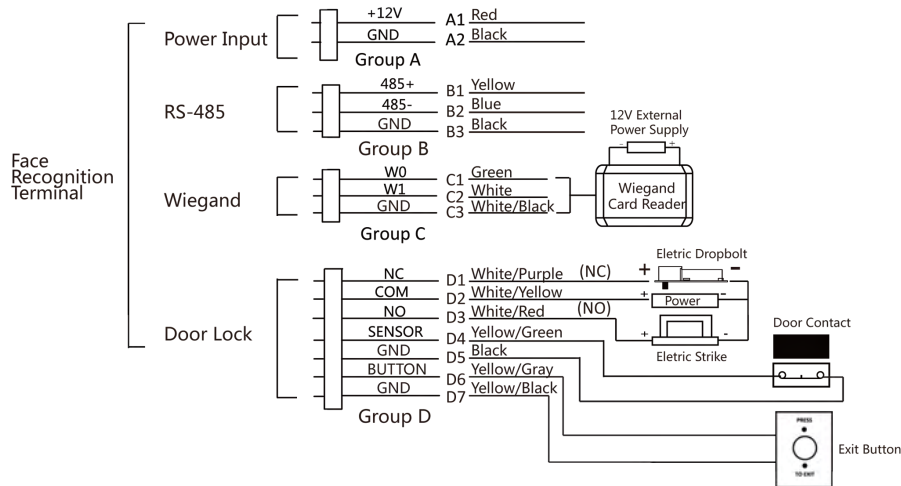 Face
Recognition
Terminal
Power Input
+12V
A1 Red
GND
A2 Black
Group A
RS-485
485+
B1 Yellow
485-
B2 Blue
GND
B3 Black
Group B
12V External
Power Supply
- +
Wiegand
W0
C1 Green
W1
C2 White
GND
C3 White/Black
Group C
Wiegand
Card Reader
Door Lock
NC
D1 White/Purple (NC)
COM
D2 White/Yellow
NO
D3 White/Red (NO)
SENSOR
D4 Yellow/Green
GND
D5 Black
BUTTON
D6 Yellow/Gray
GND
D7 Yellow/Black
Group D
Eletric Dropbolt
+ -
+ Power -
+ -
Eletric Strike
Door Contact
PRESS
TO EXIT
Exit Button